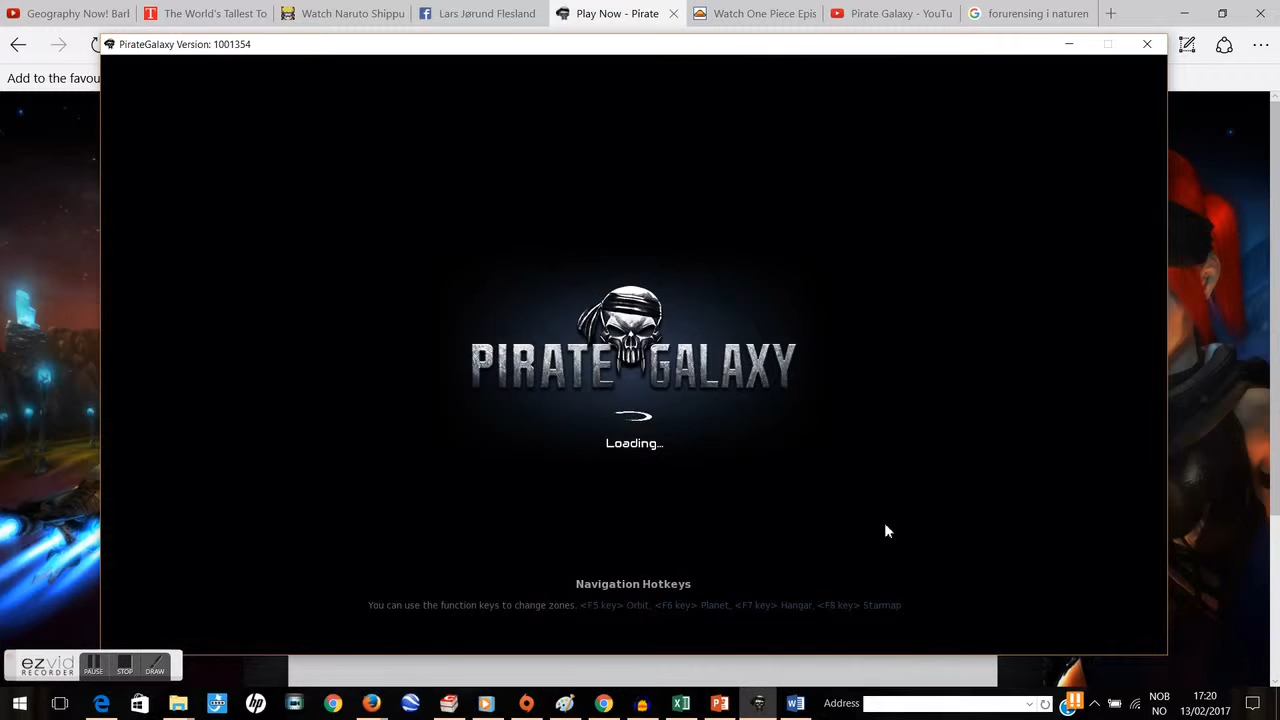 Geography Now! Barl
The World's Tallest To
Watch Naruto Shippu
Lars Jørund Flesland
Play Now - Pirate
Watch One Piece Epis
Pirate Galaxy - YouTu
forurensing i naturen
PirateGalaxy Version: 1001354
Add to the favou
PIRATE GALAXY
Loading...
Navigation Hotkeys
You can use the function keys to change zones. <F5 key> Orbit, <F6 key> Planet, <F7 key> Hangar, <F8 key> Starmap
ezvid
RECORDER
PAUSE
STOP
DRAW
Address
NOB
NO
17:20
13/02/2017